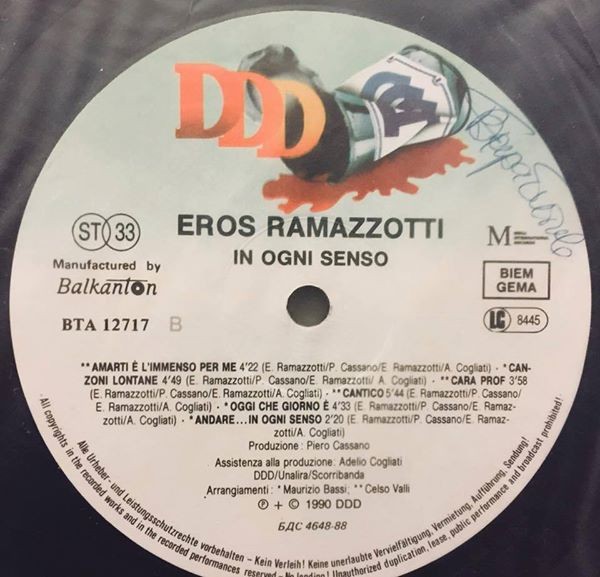 DDD
EROS RAMAZZOTTI
IN OGNI SENSO
ST 33
Manufactured by
Balkanton
BTA 12717 B
M
BIEM
GEMA
LC 8445
**AMARTI È L'IMMENSO PER ME 4'22 (E. Ramazzotti/P. Cassano/E. Ramazzotti/A. Cogliati) · *CAN-
ZONI LONTANE 4'49 (E. Ramazzotti/P. Cassano/E. Ramazzotti/ A. Cogliati) · **CARA PROF 3'58
(E. Ramazzotti/P. Cassano/E. Ramazzotti/A. Cogliati) · **CANTICO 5'44 (E. Ramazzotti/P. Cassano/
E. Ramazzotti/A. Cogliati) · *OGGI CHE GIORNO È 4'33 (E. Ramazzotti/P. Cassano/E. Ramaz-
zotti/A. Cogliati) · *ANDARE...IN OGNI SENSO 2'20 (E. Ramazzotti/P. Cassano/E. Ramaz-
zotti/A. Cogliati)
Produzione: Piero Cassano
Assistenza alla produzione: Adelio Cogliati
DDD/Unalira/Scorribanda
Arrangiamenti: *Maurizio Bassi; **Celso Valli
℗ + © 1990 DDD
БДС 4648-88
Alle Urheber- und Leistungsschutzrechte vorbehalten - Kein Verleih! Keine unerlaubte Vervielfältigung, Vermietung, Aufführung, Sendung!
All copyrights in the recorded works and in the recorded performances reserved - No lending! Unauthorized duplication, lease, public performance and broadcast prohibited!